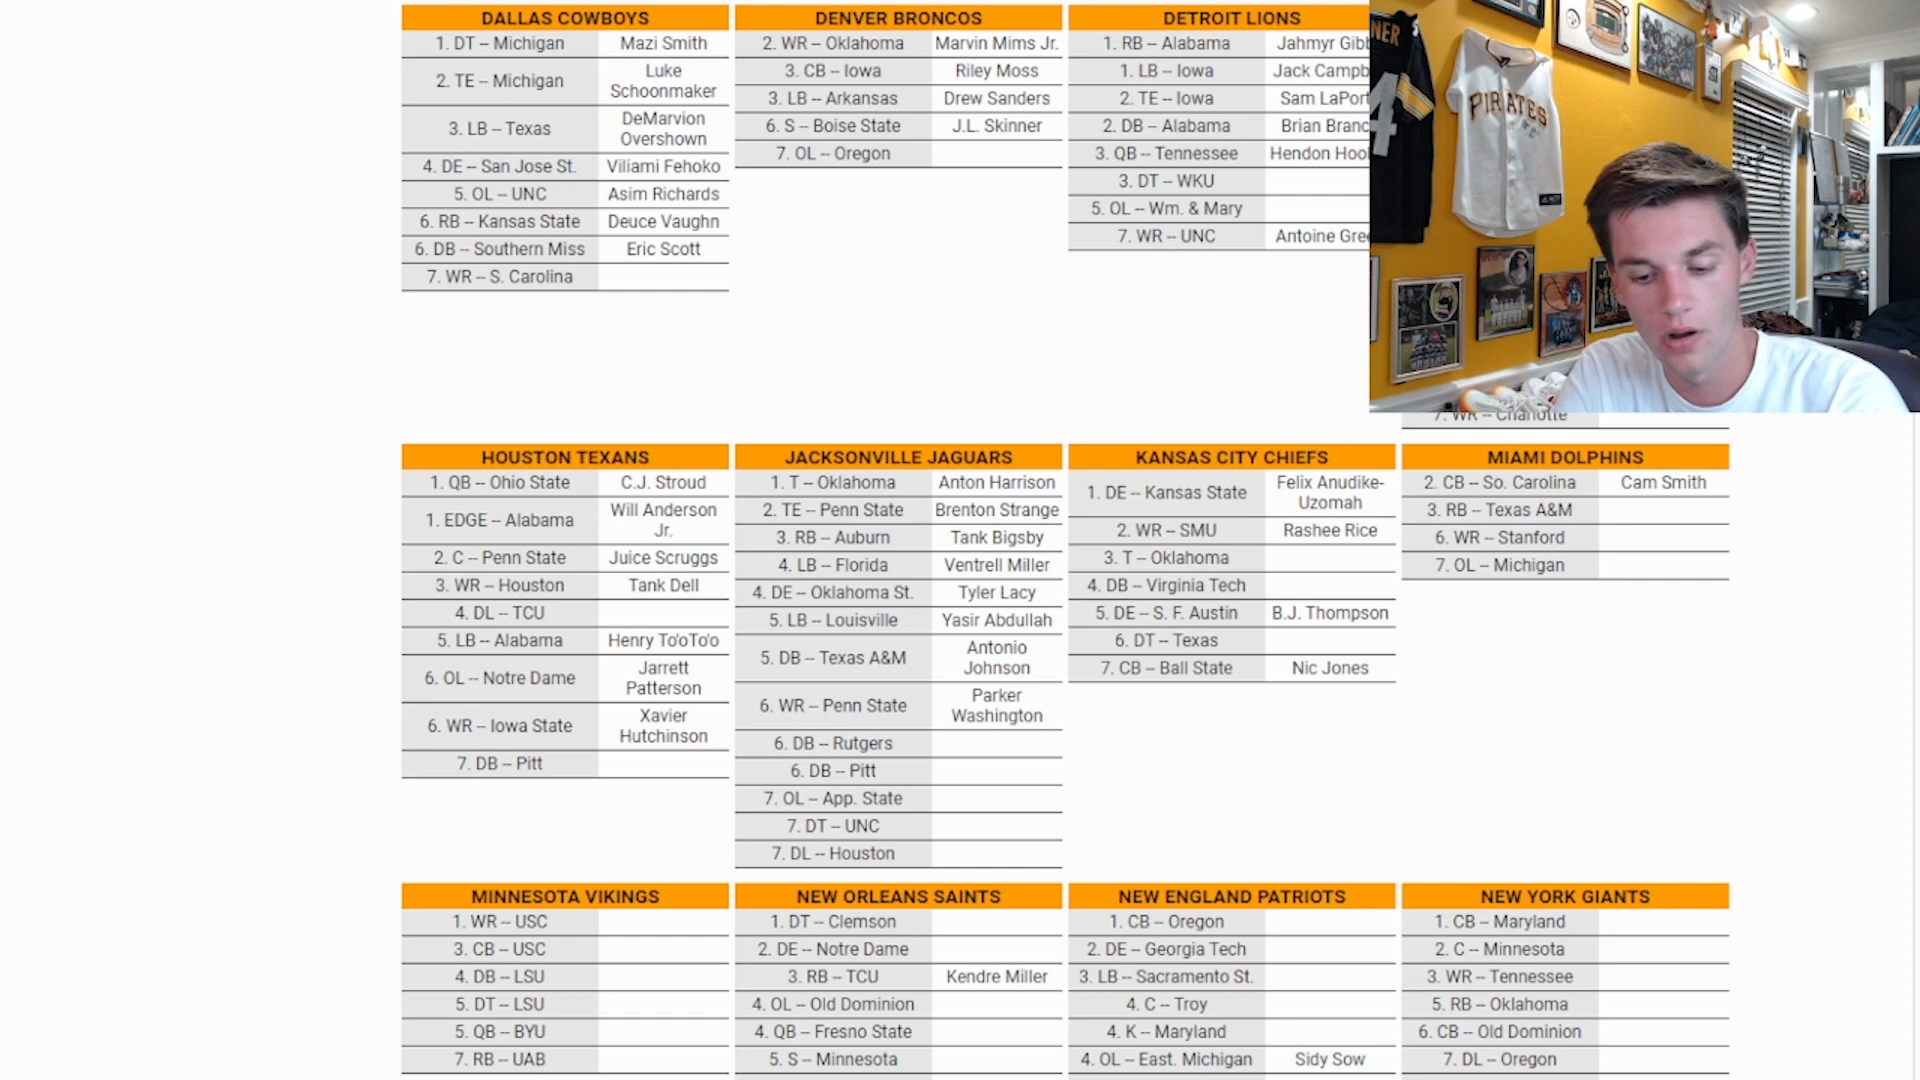 DALLAS COWBOYS
1. DT -- Michigan Mazi Smith
2. TE -- Michigan Luke Schoonmaker
3. LB -- Texas DeMarvion Overshown
4. DE -- San Jose St. Viliami Fehoko
5. OL -- UNC Asim Richards
6. RB -- Kansas State Deuce Vaughn
6. DB -- Southern Miss Eric Scott
7. WR -- S. Carolina
DENVER BRONCOS
2. WR -- Oklahoma Marvin Mims Jr.
3. CB -- Iowa Riley Moss
3. LB -- Arkansas Drew Sanders
6. S -- Boise State J.L. Skinner
7. OL -- Oregon
DETROIT LIONS
1. RB -- Alabama Jahmyr Gibb
1. LB -- Iowa Jack Campb
2. TE -- Iowa Sam LaPort
2. DB -- Alabama Brian Branc
3. QB -- Tennessee Hendon Hoo
3. DT -- WKU
5. OL -- Wm. & Mary
7. WR -- UNC Antoine Gree
NER
4
PIRATES
7. WR -- Charlotte
HOUSTON TEXANS
1. QB -- Ohio State C.J. Stroud
1. EDGE -- Alabama Will Anderson Jr.
2. C -- Penn State Juice Scruggs
3. WR -- Houston Tank Dell
4. DL -- TCU
5. LB -- Alabama Henry To'oTo'o
6. OL -- Notre Dame Jarrett Patterson
6. WR -- Iowa State Xavier Hutchinson
7. DB -- Pitt
JACKSONVILLE JAGUARS
1. T -- Oklahoma Anton Harrison
2. TE -- Penn State Brenton Strange
3. RB -- Auburn Tank Bigsby
4. LB -- Florida Ventrell Miller
4. DE -- Oklahoma St. Tyler Lacy
5. LB -- Louisville Yasir Abdullah
5. DB -- Texas A&M Antonio Johnson
6. WR -- Penn State Parker Washington
6. DB -- Rutgers
6. DB -- Pitt
7. OL -- App. State
7. DT -- UNC
7. DL -- Houston
KANSAS CITY CHIEFS
1. DE -- Kansas State Felix Anudike-Uzomah
2. WR -- SMU Rashee Rice
3. T -- Oklahoma
4. DB -- Virginia Tech
5. DE -- S. F. Austin B.J. Thompson
6. DT -- Texas
7. CB -- Ball State Nic Jones
MIAMI DOLPHINS
2. CB -- So. Carolina Cam Smith
3. RB -- Texas A&M
6. WR -- Stanford
7. OL -- Michigan
MINNESOTA VIKINGS
1. WR -- USC
3. CB -- USC
4. DB -- LSU
5. DT -- LSU
5. QB -- BYU
7. RB -- UAB
NEW ORLEANS SAINTS
1. DT -- Clemson
2. DE -- Notre Dame
3. RB -- TCU Kendre Miller
4. OL -- Old Dominion
4. QB -- Fresno State
5. S -- Minnesota
NEW ENGLAND PATRIOTS
1. CB -- Oregon
2. DE -- Georgia Tech
3. LB -- Sacramento St.
4. C -- Troy
4. K -- Maryland
4. OL -- East. Michigan Sidy Sow
NEW YORK GIANTS
1. CB -- Maryland
2. C -- Minnesota
3. WR -- Tennessee
5. RB -- Oklahoma
6. CB -- Old Dominion
7. DL -- Oregon